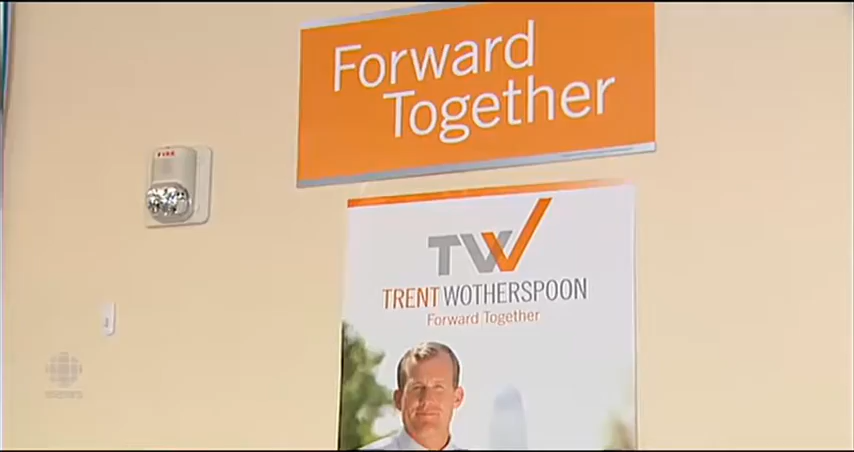 Forward
Together
FIRE
TW
TRENT WOTHERSPOON
Forward Together